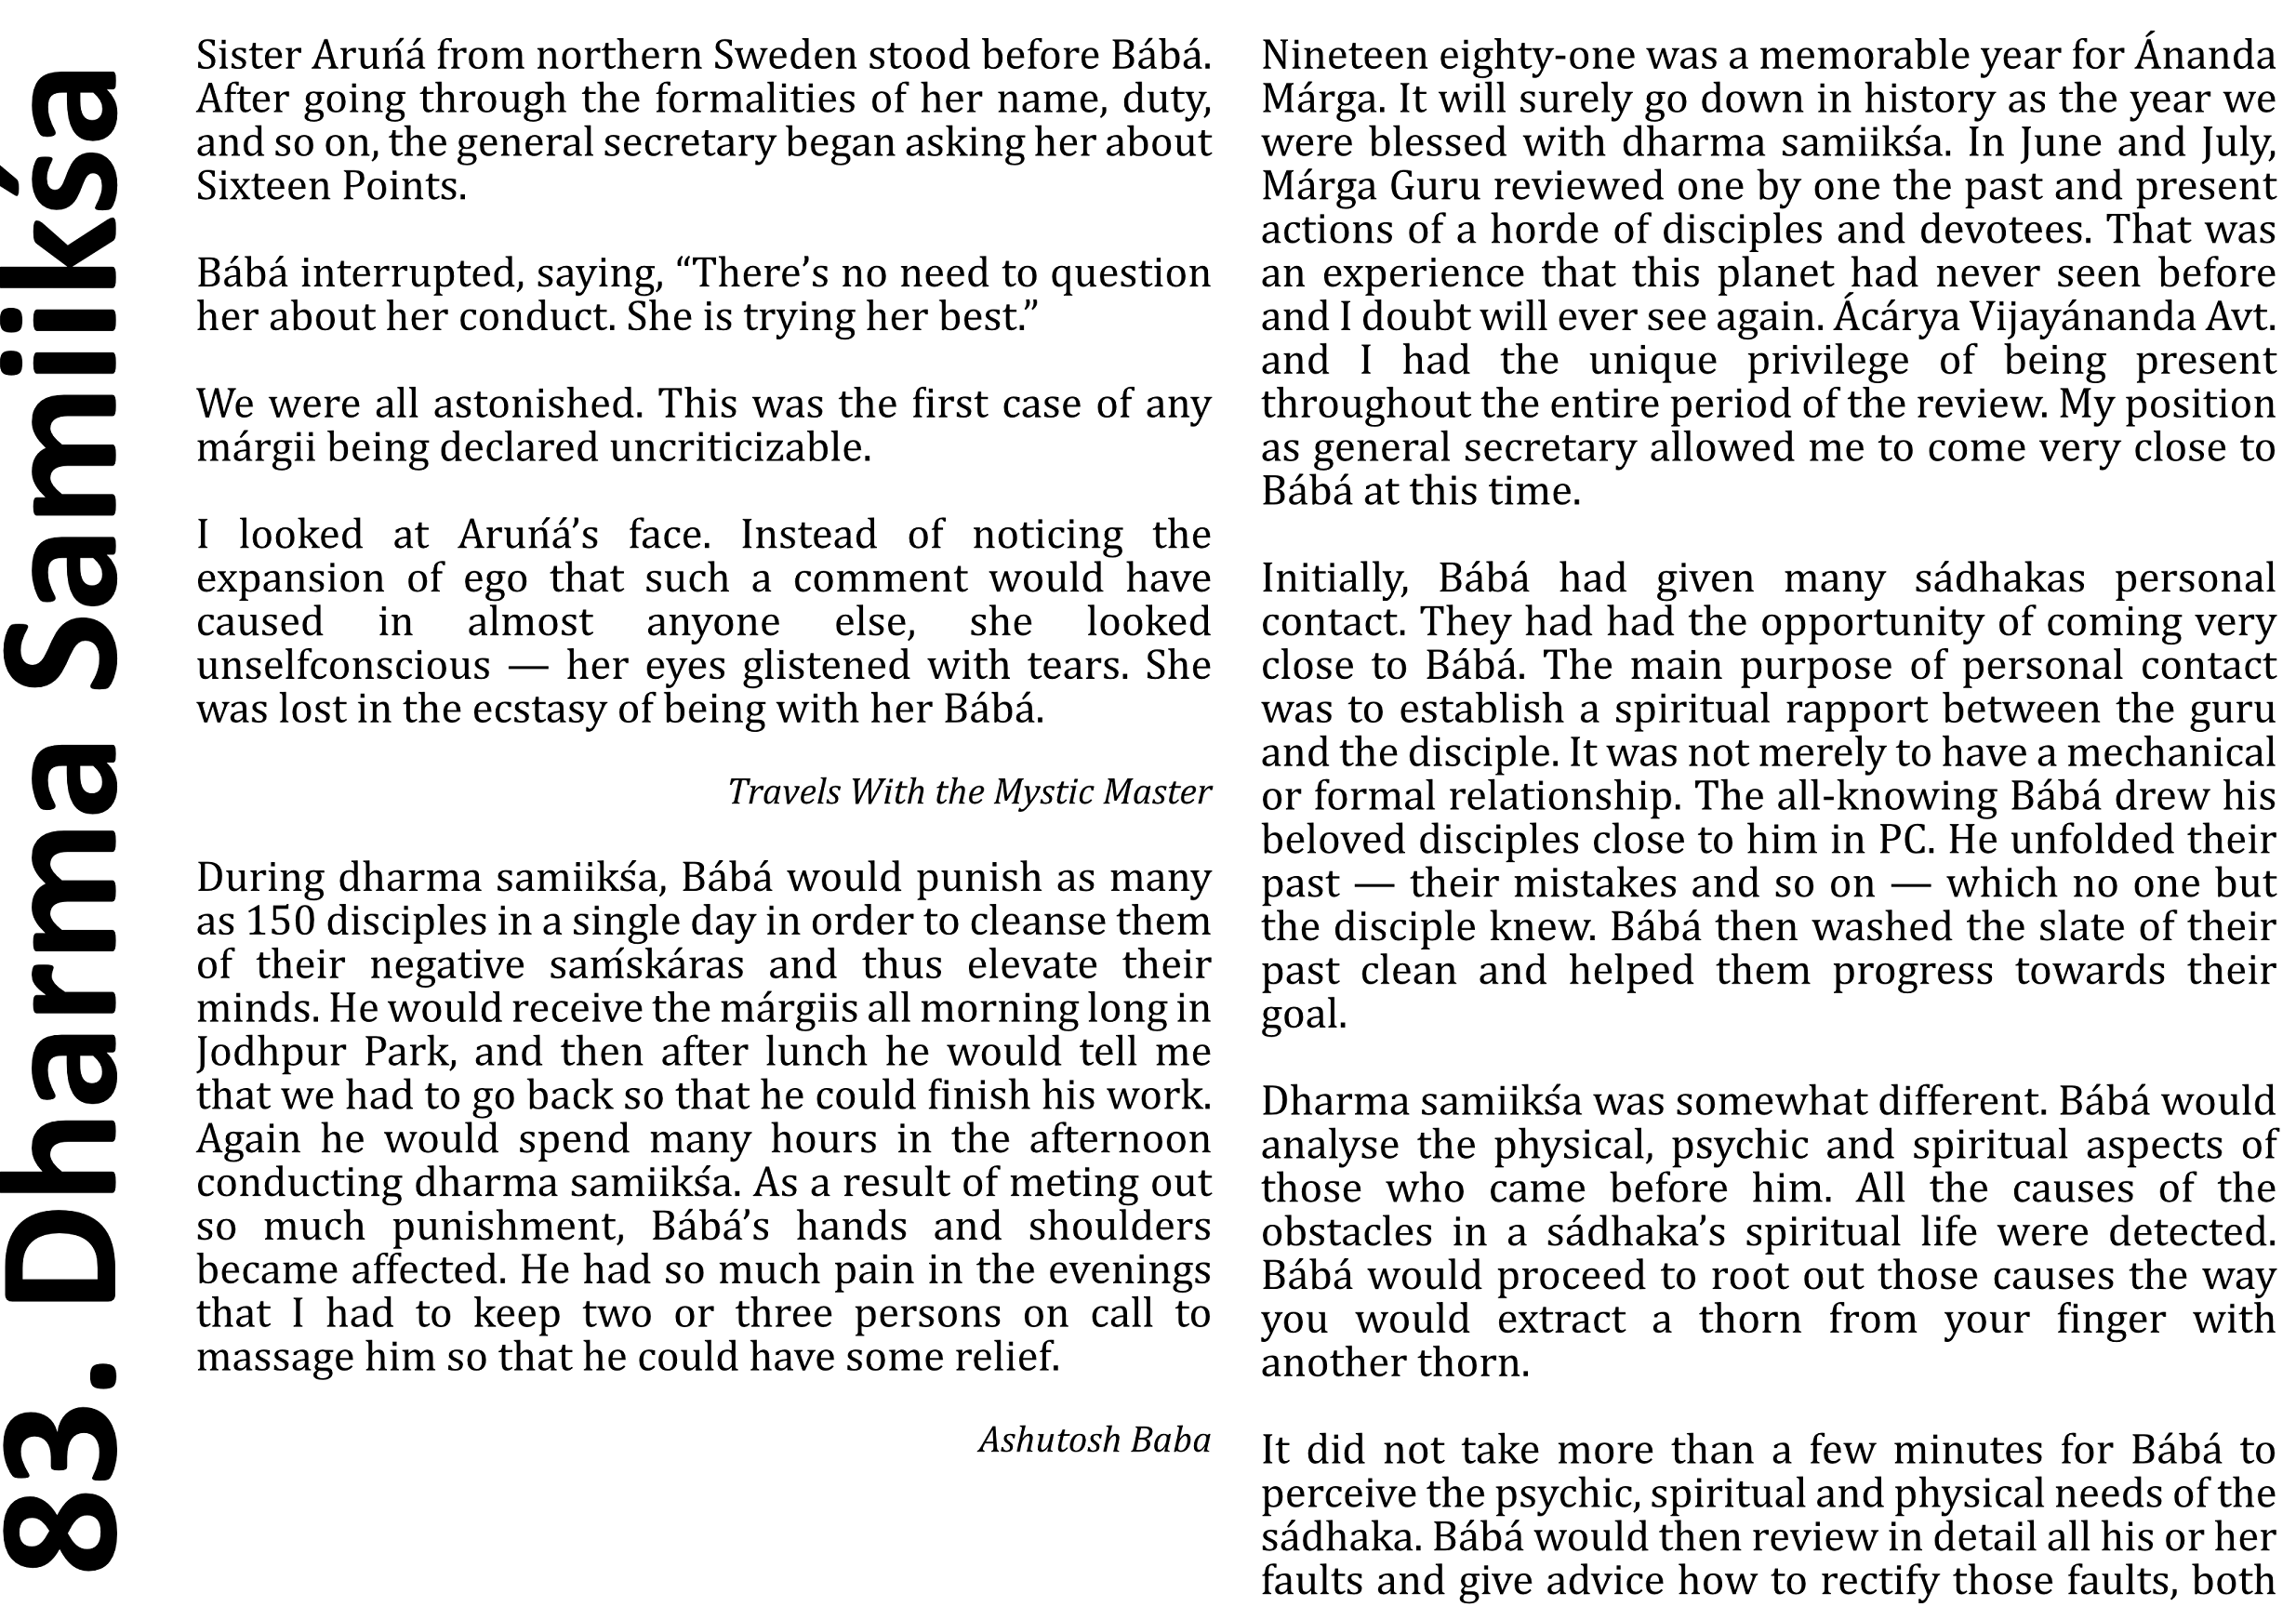 83. Dharma Samiikśa
Sister Aruńá from northern Sweden stood before Bábá.
After going through the formalities of her name, duty,
and so on, the general secretary began asking her about
Sixteen Points.
Bábá interrupted, saying, “There’s no need to question
her about her conduct. She is trying her best.”
We were all astonished. This was the first case of any
márgii being declared uncriticizable.
I looked at Aruńá’s face. Instead of noticing the
expansion of ego that such a comment would have
caused in almost anyone else, she looked
unselfconscious — her eyes glistened with tears. She
was lost in the ecstasy of being with her Bábá.
Travels With the Mystic Master
During dharma samiikśa, Bábá would punish as many
as 150 disciples in a single day in order to cleanse them
of their negative saḿskáras and thus elevate their
minds. He would receive the márgiis all morning long in
Jodhpur Park, and then after lunch he would tell me
that we had to go back so that he could finish his work.
Again he would spend many hours in the afternoon
conducting dharma samiikśa. As a result of meting out
so much punishment, Bábá’s hands and shoulders
became affected. He had so much pain in the evenings
that I had to keep two or three persons on call to
massage him so that he could have some relief.
Ashutosh Baba
Nineteen eighty-one was a memorable year for Ánanda
Márga. It will surely go down in history as the year we
were blessed with dharma samiikśa. In June and July,
Márga Guru reviewed one by one the past and present
actions of a horde of disciples and devotees. That was
an experience that this planet had never seen before
and I doubt will ever see again. Ácárya Vijayánanda Avt.
and I had the unique privilege of being present
throughout the entire period of the review. My position
as general secretary allowed me to come very close to
Bábá at this time.
Initially, Bábá had given many sádhakas personal
contact. They had had the opportunity of coming very
close to Bábá. The main purpose of personal contact
was to establish a spiritual rapport between the guru
and the disciple. It was not merely to have a mechanical
or formal relationship. The all-knowing Bábá drew his
beloved disciples close to him in PC. He unfolded their
past — their mistakes and so on — which no one but
the disciple knew. Bábá then washed the slate of their
past clean and helped them progress towards their
goal.
Dharma samiikśa was somewhat different. Bábá would
analyse the physical, psychic and spiritual aspects of
those who came before him. All the causes of the
obstacles in a sádhaka’s spiritual life were detected.
Bábá would proceed to root out those causes the way
you would extract a thorn from your finger with
another thorn.
It did not take more than a few minutes for Bábá to
perceive the psychic, spiritual and physical needs of the
sádhaka. Bábá would then review in detail all his or her
faults and give advice how to rectify those faults, both